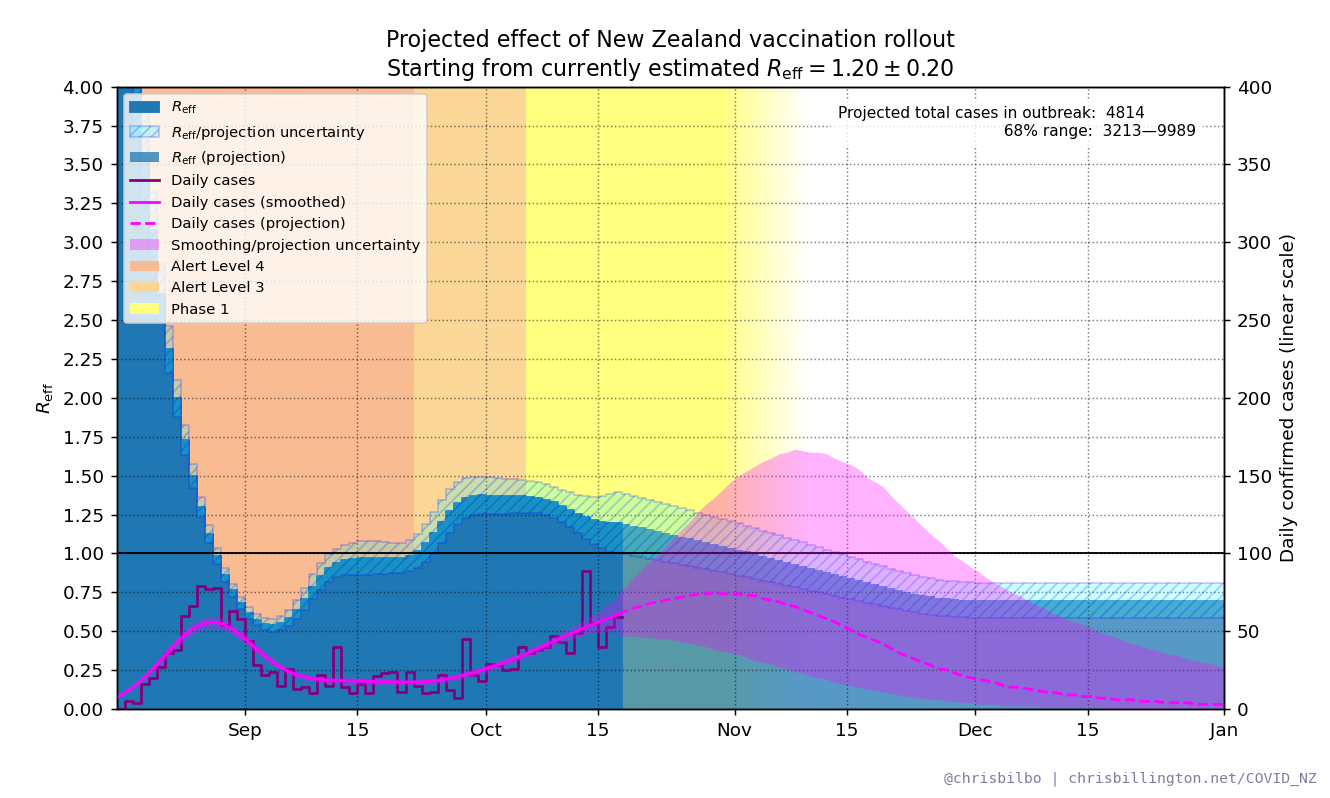 Projected effect of New Zealand vaccination rollout
Starting from currently estimated R_eff = 1.20 ± 0.20
Projected total cases in outbreak: 4814
68% range: 3213—9989
R_eff
R_eff/projection uncertainty
R_eff (projection)
Daily cases
Daily cases (smoothed)
Daily cases (projection)
Smoothing/projection uncertainty
Alert Level 4
Alert Level 3
Phase 1
4.00
3.75
3.50
3.25
3.00
2.75
2.50
2.25
2.00
1.75
1.50
1.25
1.00
0.75
0.50
0.25
0.00
R_eff
400
350
300
250
200
150
100
50
0
Daily confirmed cases (linear scale)
Sep 15 Oct 15 Nov 15 Dec 15 Jan
@chrisbilbo | chrisbillington.net/COVID_NZ